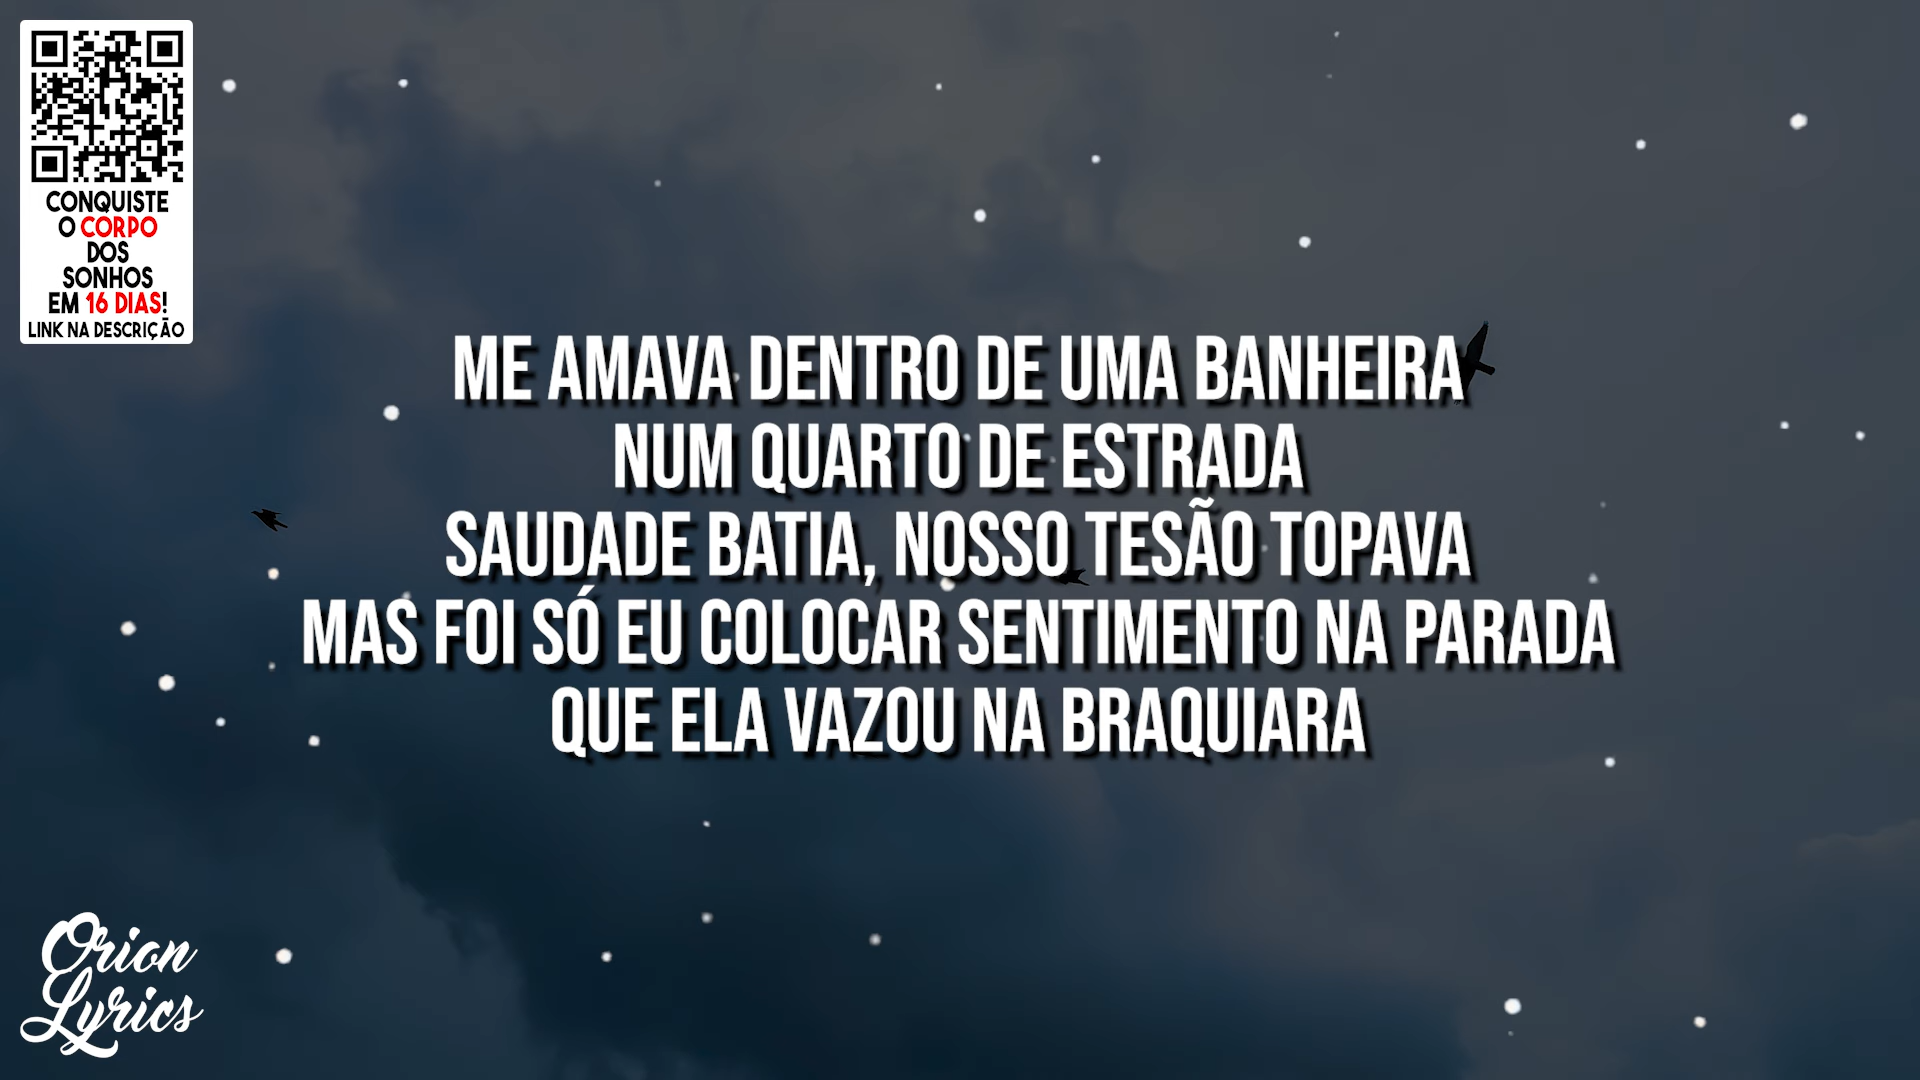 CONQUISTE
O CORPO
DOS
SONHOS
EM 16 DIAS!
LINK NA DESCRIÇÃO
ME AMAVA DENTRO DE UMA BANHEIRA
NUM QUARTO DE ESTRADA
SAUDADE BATIA, NOSSO TESÃO TOPAVA
MAS FOI SÓ EU COLOCAR SENTIMENTO NA PARADA
QUE ELA VAZOU NA BRAQUIARA
Orion
Lyrics